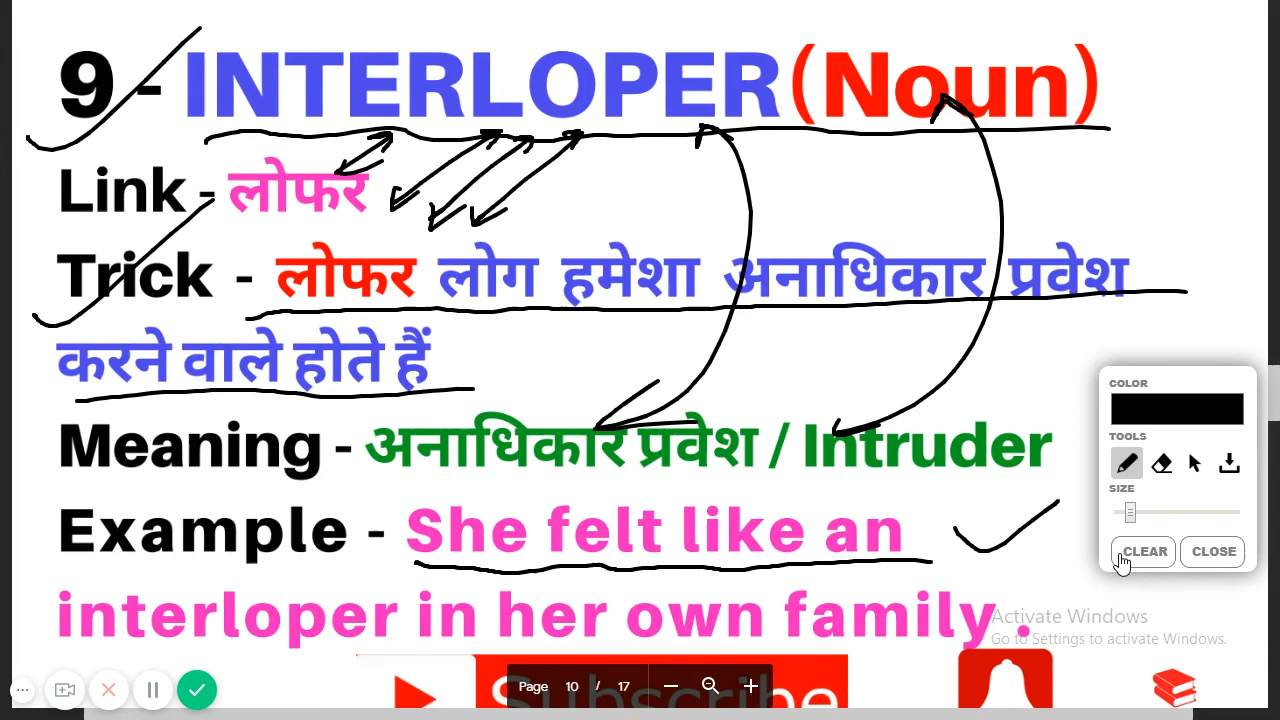 9 - INTERLOPER(Noun)
Link - लोफर
Trick - लोफर लोग हमेशा अनाधिकार प्रवेश
करने वाले होते हैं
Meaning - अनाधिकार प्रवेश / Intruder
Example - She felt like an
interloper in her own family .
COLOR
TOOLS
SIZE
CLEAR CLOSE
Activate Windows
Go to Settings to activate Windows.
Subscribe
Page 10 / 17